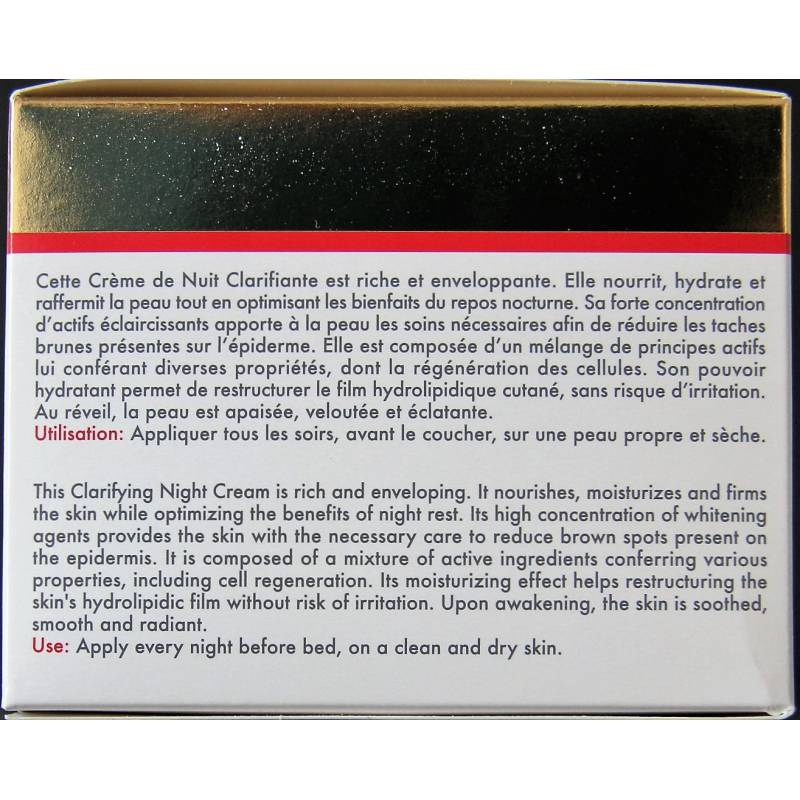 Cette Crème de Nuit Clarifiante est riche et enveloppante. Elle nourrit, hydrate et
raffermit la peau tout en optimisant les bienfaits du repos nocturne. Sa forte concentration
d'actifs éclaircissants apporte à la peau les soins nécessaires afin de réduire les taches
brunes présentes sur l'épiderme. Elle est composée d'un mélange de principes actifs
lui conférant diverses propriétés, dont la régénération des cellules. Son pouvoir
hydratant permet de restructurer le film hydrolipidique cutané, sans risque d'irritation.
Au réveil, la peau est apaisée, veloutée et éclatante.
Utilisation: Appliquer tous les soirs, avant le coucher, sur une peau propre et sèche.
This Clarifying Night Cream is rich and enveloping. It nourishes, moisturizes and firms
the skin while optimizing the benefits of night rest. Its high concentration of whitening
agents provides the skin with the necessary care to reduce brown spots present on
the epidermis. It is composed of a mixture of active ingredients conferring various
properties, including cell regeneration. Its moisturizing effect helps restructuring the
skin's hydrolipidic film without risk of irritation. Upon awakening, the skin is soothed,
smooth and radiant.
Use: Apply every night before bed, on a clean and dry skin.